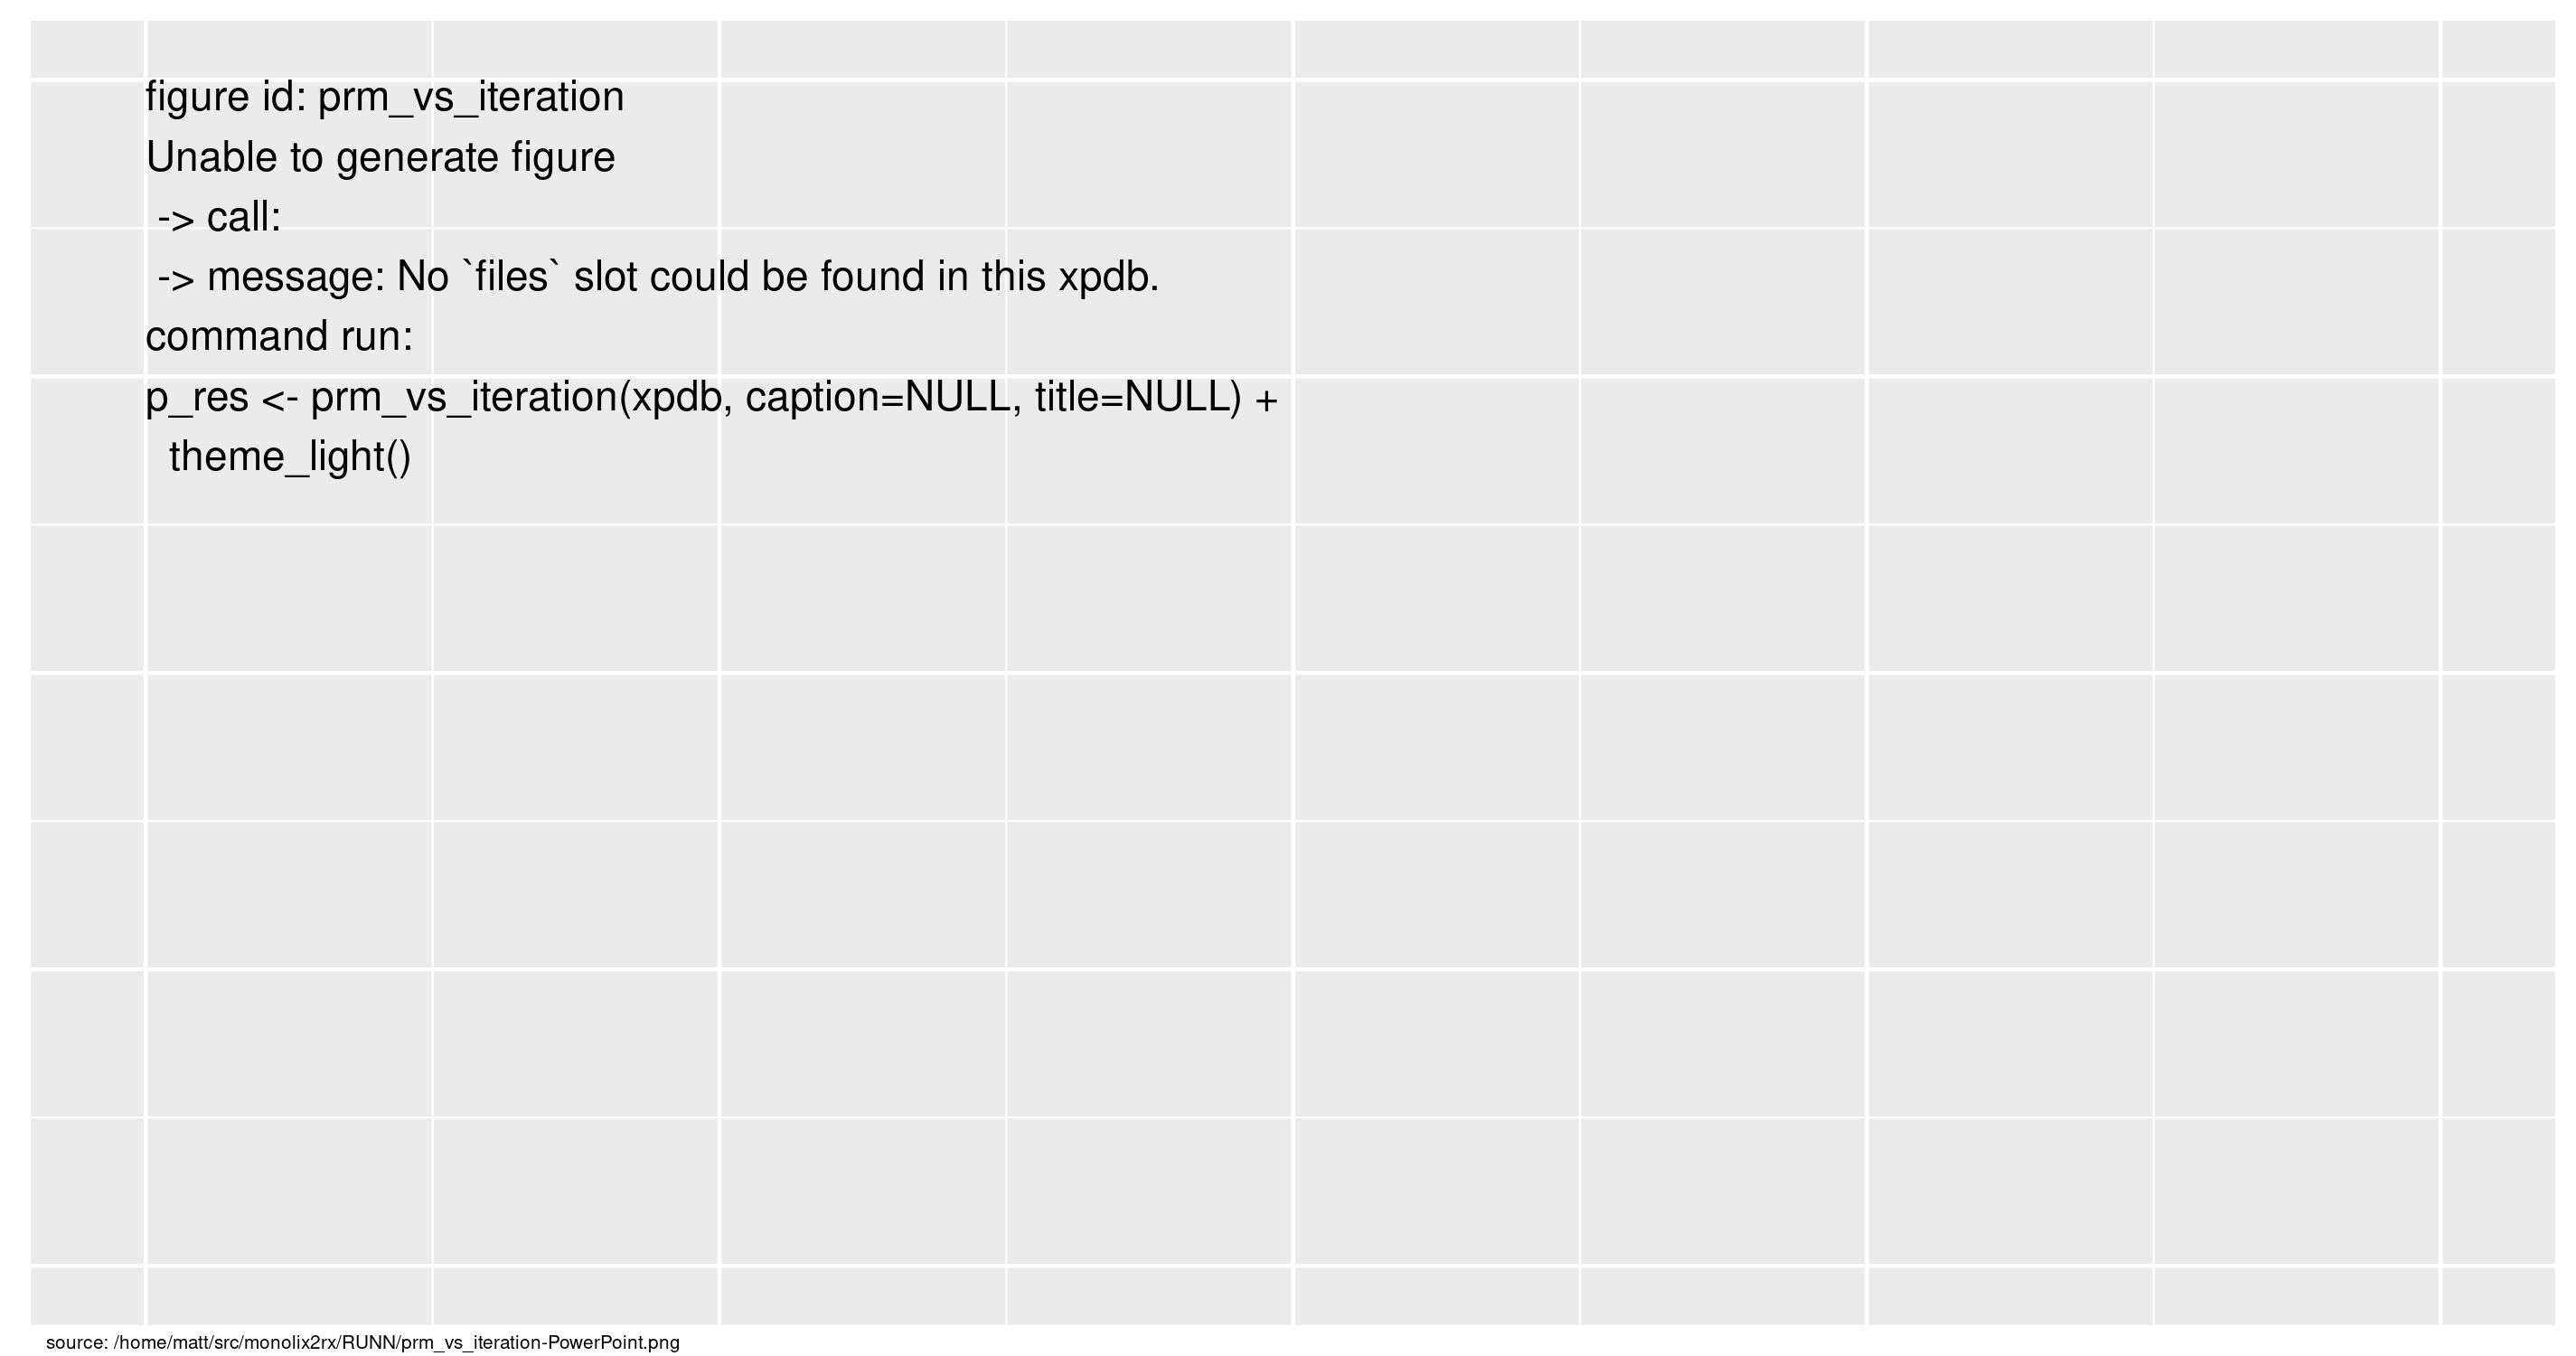 figure id: prm_vs_iteration
Unable to generate figure
 -> call:
 -> message: No `files` slot could be found in this xpdb.
command run:
p_res <- prm_vs_iteration(xpdb, caption=NULL, title=NULL) +
  theme_light()
source: /home/matt/src/monolix2rx/RUNN/prm_vs_iteration-PowerPoint.png